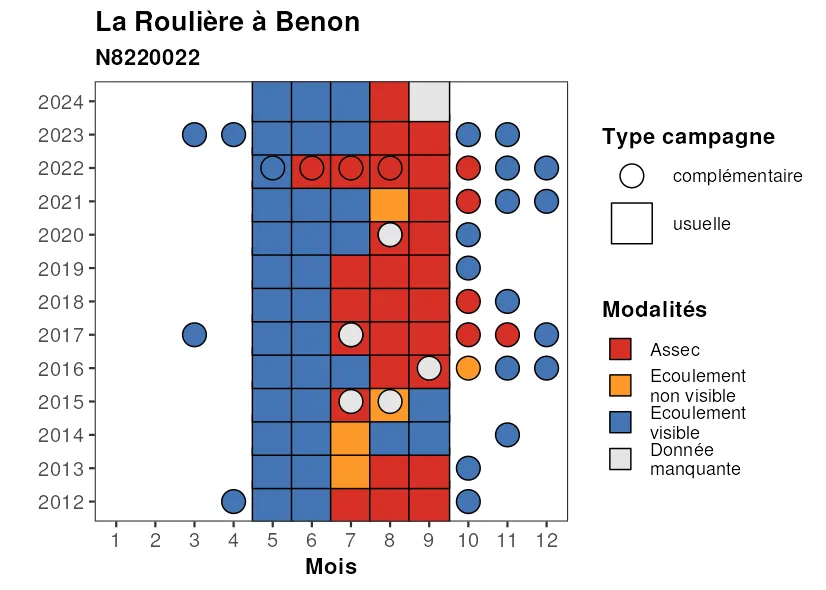 La Roulière à Benon
N8220022
2024
2023
2022
2021
2020
2019
2018
2017
2016
2015
2014
2013
2012
1 2 3 4 5 6 7 8 9 10 11 12
Mois
Type campagne
complémentaire
usuelle
Modalités
Assec
Ecoulement
non visible
Ecoulement
visible
Donnée
manquante